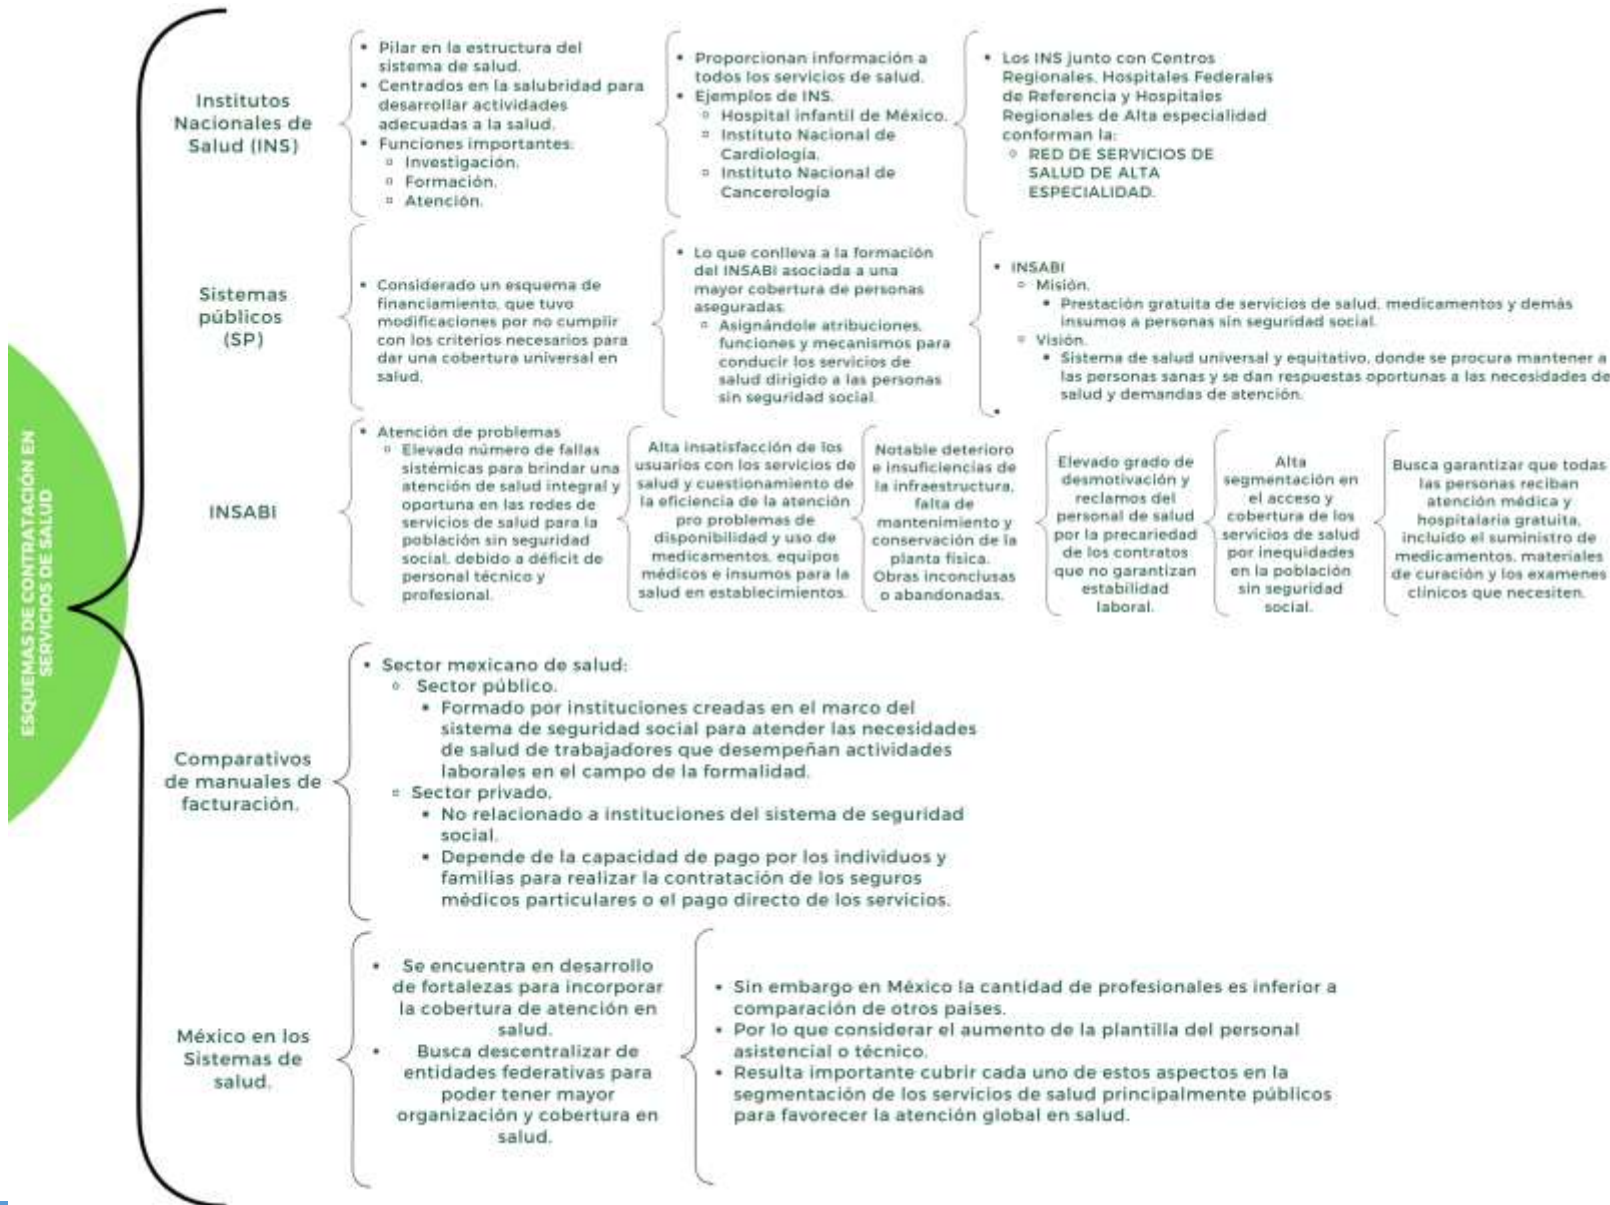 ESQUEMAS DE CONTRATACIÓN EN
SERVICIOS DE SALUD
Institutos
Nacionales de
Salud (INS)
• Pilar en la estructura del
sistema de salud.
• Centrados en la salubridad para
desarrollar actividades
adecuadas a la salud.
• Funciones importantes:
▫ Investigación.
▫ Formación.
▫ Atención.
• Proporcionan información a
todos los servicios de salud.
• Ejemplos de INS.
▫ Hospital infantil de México.
▫ Instituto Nacional de
Cardiología.
▫ Instituto Nacional de
Cancerología
• Los INS junto con Centros
Regionales, Hospitales Federales
de Referencia y Hospitales
Regionales de Alta especialidad
conforman la:
▫ RED DE SERVICIOS DE
SALUD DE ALTA
ESPECIALIDAD.
Sistemas
públicos
(SP)
• Considerado un esquema de
financiamiento, que tuvo
modificaciones por no cumplir
con los criterios necesarios para
dar una cobertura universal en
salud.
• Lo que conlleva a la formación
del INSABI asociada a una
mayor cobertura de personas
aseguradas.
▫ Asignándole atribuciones,
funciones y mecanismos para
conducir los servicios de
salud dirigido a las personas
sin seguridad social.
• INSABI
▫ Misión.
▪ Prestación gratuita de servicios de salud, medicamentos y demás
insumos a personas sin seguridad social.
▫ Visión.
▪ Sistema de salud universal y equitativo, donde se procura mantener a
las personas sanas y se dan respuestas oportunas a las necesidades de
salud y demandas de atención.
•
INSABI
• Atención de problemas
▫ Elevado número de fallas
sistémicas para brindar una
atención de salud integral y
oportuna en las redes de
servicios de salud para la
población sin seguridad
social, debido a déficit de
personal técnico y
profesional.
Alta insatisfacción de los
usuarios con los servicios de
salud y cuestionamiento de
la eficiencia de la atención
pro problemas de
disponibilidad y uso de
medicamentos, equipos
médicos e insumos para la
salud en establecimientos.
Notable deterioro
e insuficiencias de
la infraestructura,
falta de
mantenimiento y
conservación de la
planta física.
Obras inconclusas
o abandonadas.
Elevado grado de
desmotivación y
reclamos del
personal de salud
por la precariedad
de los contratos
que no garantizan
estabilidad
laboral.
Alta
segmentación en
el acceso y
cobertura de los
servicios de salud
por inequidades
en la población
sin seguridad
social.
Busca garantizar que todas
las personas reciban
atención médica y
hospitalaria gratuita,
incluido el suministro de
medicamentos, materiales
de curación y los examenes
clínicos que necesiten.
Comparativos
de manuales de
facturación.
• Sector mexicano de salud:
▫ Sector público.
▪ Formado por instituciones creadas en el marco del
sistema de seguridad social para atender las necesidades
de salud de trabajadores que desempeñan actividades
laborales en el campo de la formalidad.
▫ Sector privado.
▪ No relacionado a instituciones del sistema de seguridad
social.
▪ Depende de la capacidad de pago por los individuos y
familias para realizar la contratación de los seguros
médicos particulares o el pago directo de los servicios.
México en los
Sistemas de
salud.
• Se encuentra en desarrollo
de fortalezas para incorporar
la cobertura de atención en
salud.
• Busca descentralizar de
entidades federativas para
poder tener mayor
organización y cobertura en
salud.
• Sin embargo en México la cantidad de profesionales es inferior a
comparación de otros países.
• Por lo que considerar el aumento de la plantilla del personal
asistencial o técnico.
• Resulta importante cubrir cada uno de estos aspectos en la
segmentación de los servicios de salud principalmente públicos
para favorecer la atención global en salud.